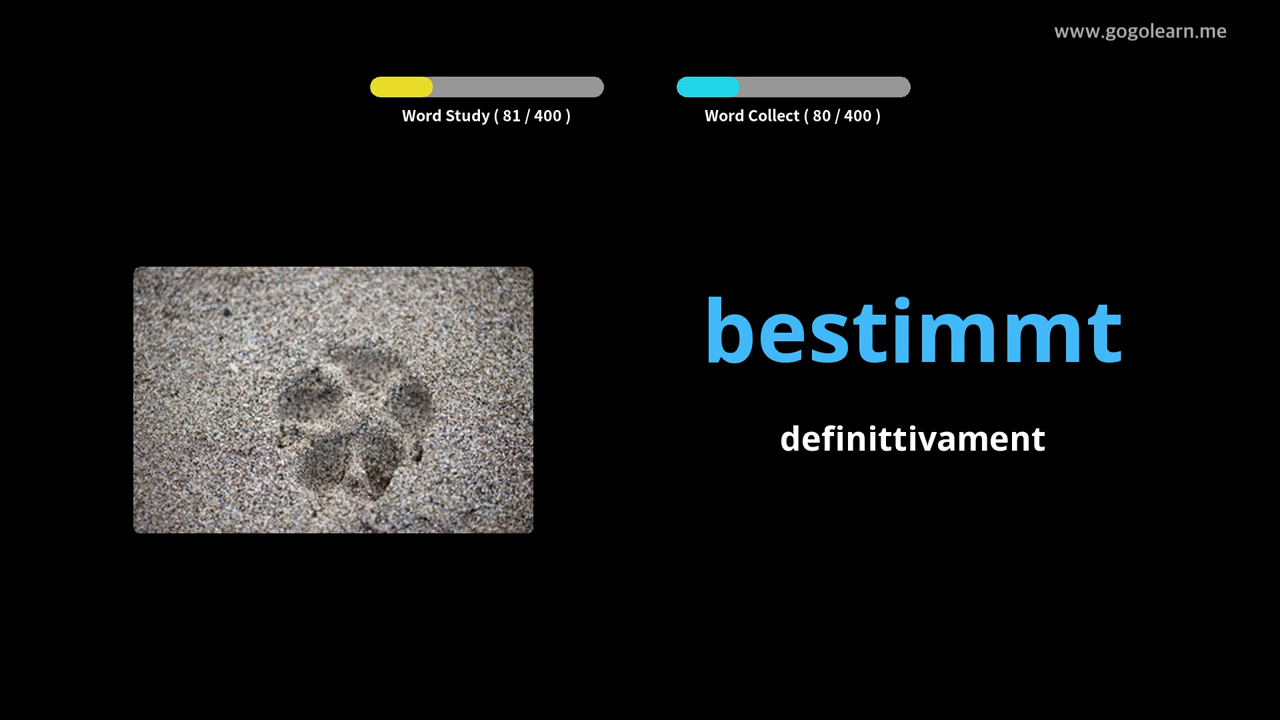 www.gogolearn.me
Word Study ( 81 / 400 )
Word Collect ( 80 / 400 )
bestimmt
definittivament